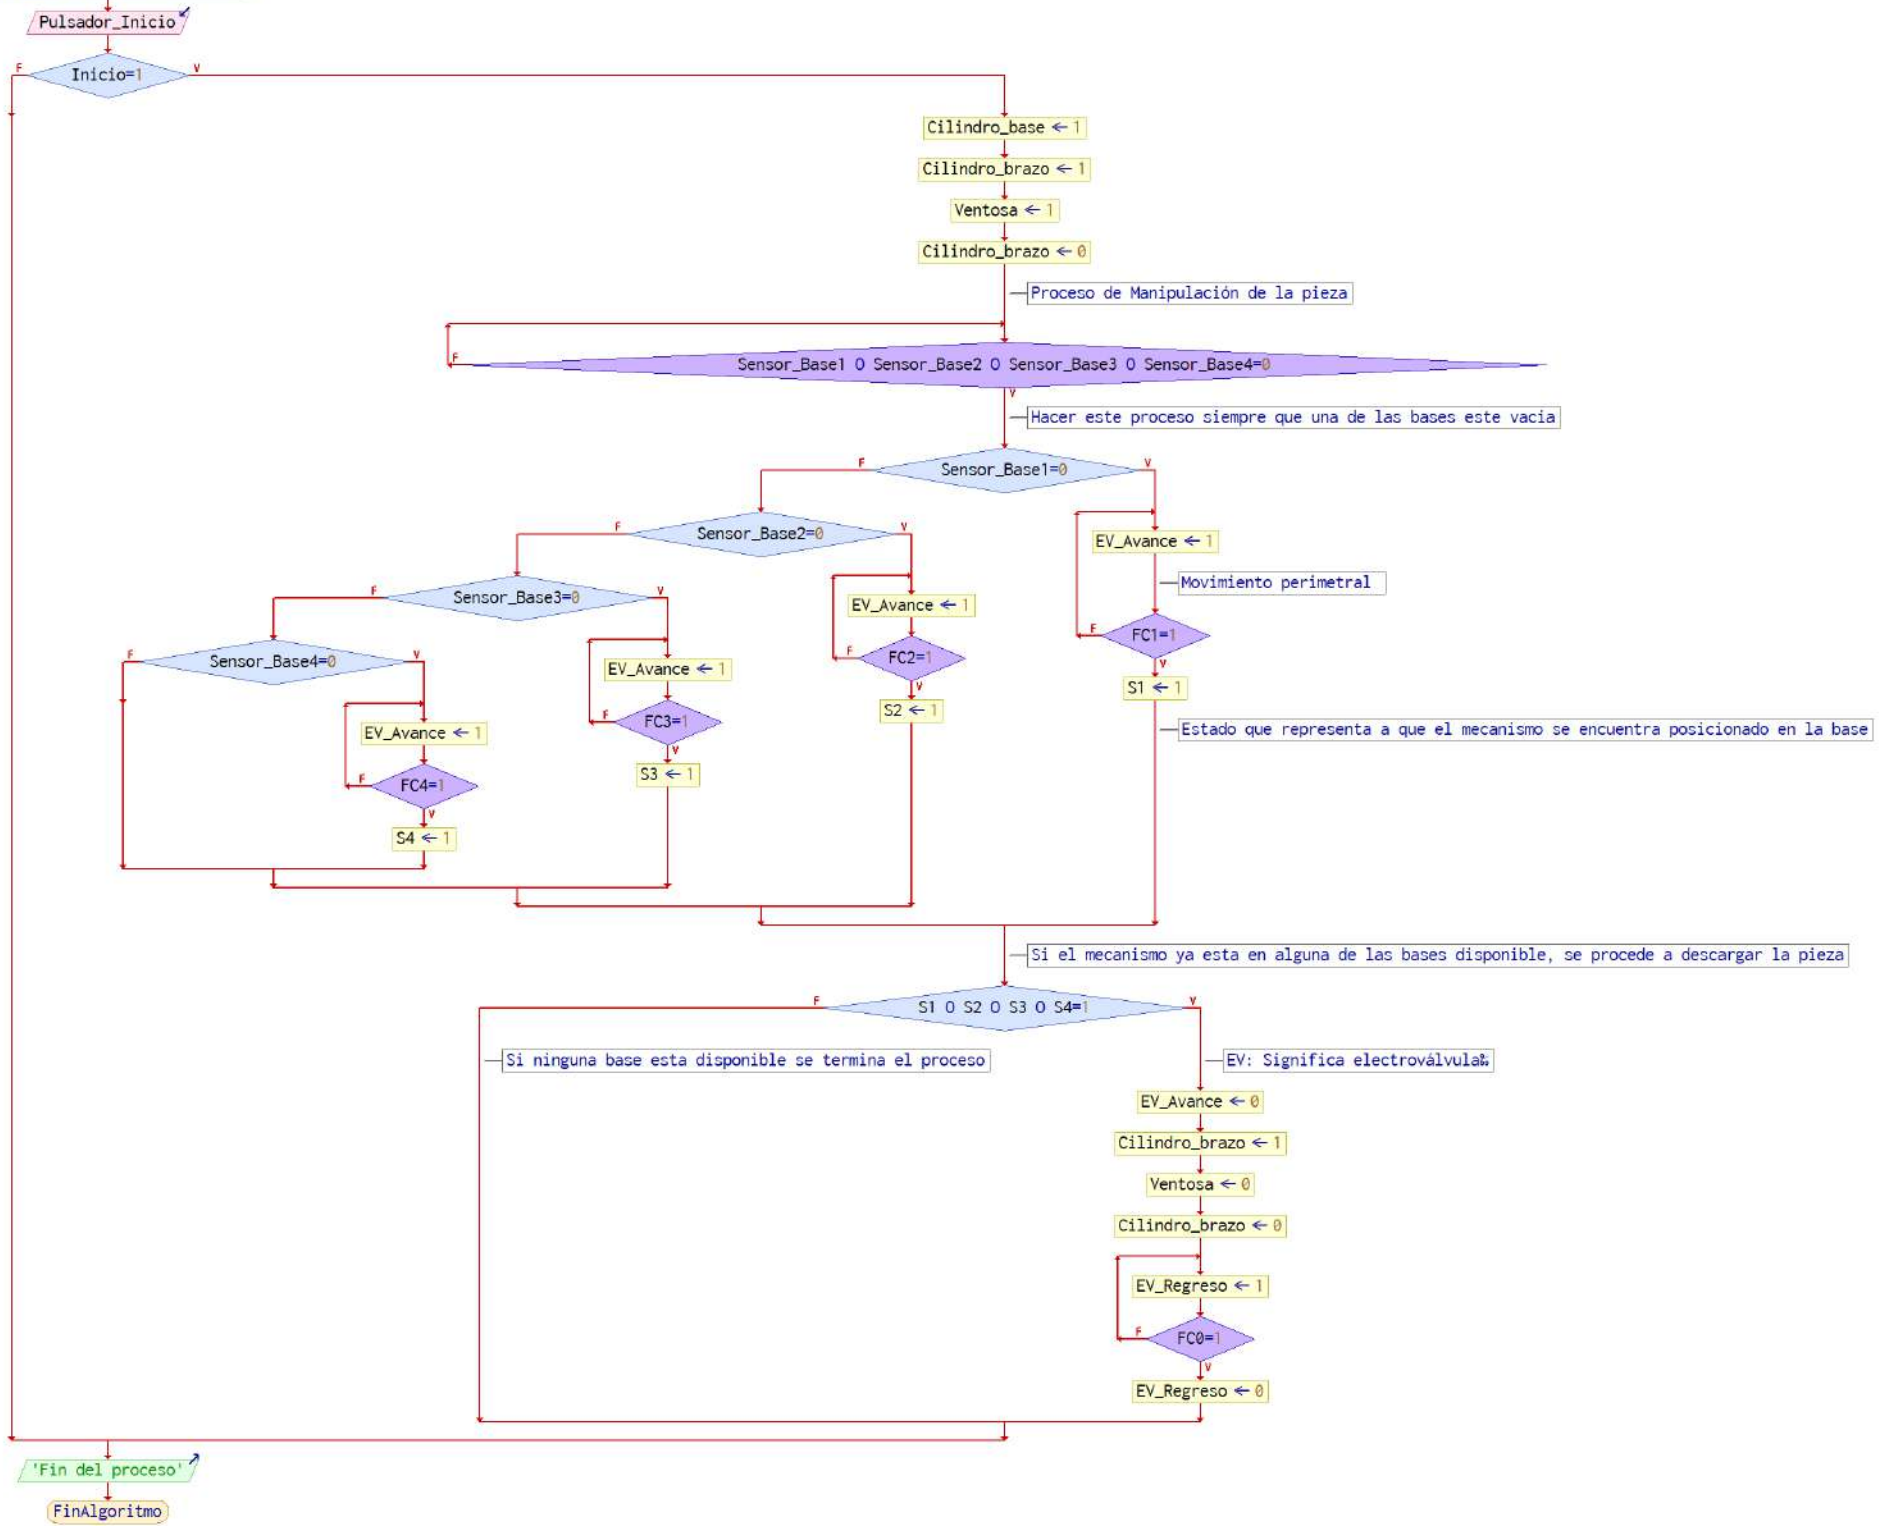 Pulsador_Inicio
Inicio=1
F
V
Cilindro_base ← 1
Cilindro_brazo ← 1
Ventosa ← 1
Cilindro_brazo ← 0
Proceso de Manipulación de la pieza
F
Sensor_Base1 O Sensor_Base2 O Sensor_Base3 O Sensor_Base4=0
V
Hacer este proceso siempre que una de las bases este vacia
F
Sensor_Base1=0
V
F
Sensor_Base2=0
V
EV_Avance ← 1
Movimiento perimetral
F
Sensor_Base3=0
V
EV_Avance ← 1
F
FC1=1
V
F
Sensor_Base4=0
V
EV_Avance ← 1
F
FC2=1
V
S1 ← 1
F
FC3=1
V
S2 ← 1
Estado que representa a que el mecanismo se encuentra posicionado en la base
EV_Avance ← 1
F
FC4=1
V
S3 ← 1
S4 ← 1
Si el mecanismo ya esta en alguna de las bases disponible, se procede a descargar la pieza
F
S1 O S2 O S3 O S4=1
V
Si ninguna base esta disponible se termina el proceso
EV: Significa electroválvula‰
EV_Avance ← 0
Cilindro_brazo ← 1
Ventosa ← 0
Cilindro_brazo ← 0
EV_Regreso ← 1
F
FC0=1
V
EV_Regreso ← 0
'Fin del proceso'
FinAlgoritmo